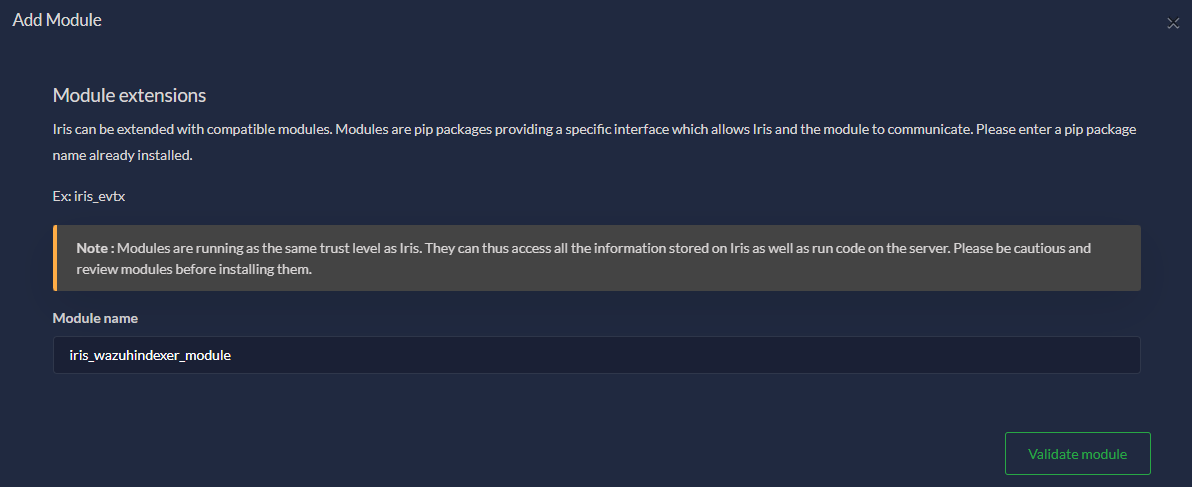 Add Module
Module extensions
Iris can be extended with compatible modules. Modules are pip packages providing a specific interface which allows Iris and the module to communicate. Please enter a pip package
name already installed.
Ex: iris_evtx
Note : Modules are running as the same trust level as Iris. They can thus access all the information stored on Iris as well as run code on the server. Please be cautious and
review modules before installing them.
Module name
iris_wazuhindexer_module
Validate module